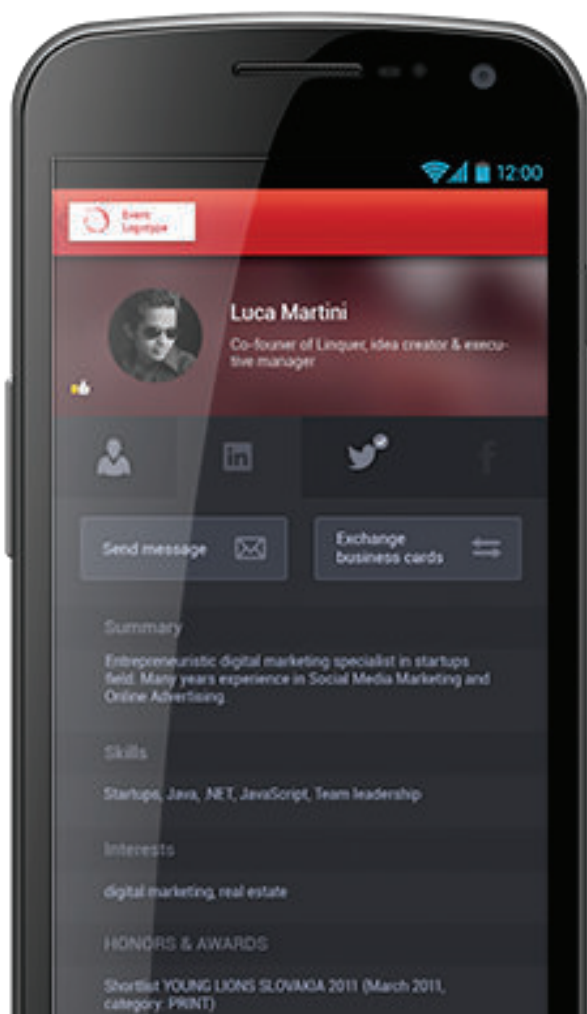 12:00
Event
Logotype
Luca Martini
Co-founer of Linquer, idea creator & execu-
tive manager
in
f
Send message
Exchange
business cards
Summary
Entrepreneuristic digital marketing specialist in startups
field. Many years experience in Social Media Marketing and
Online Advertising.
Skills
Startups, Java, .NET, JavaScript, Team leadership
Interests
digital marketing, real estate
HONORS & AWARDS
Shortlist YOUNG LIONS SLOVAKIA 2011 (March 2011,
category: PRINT)